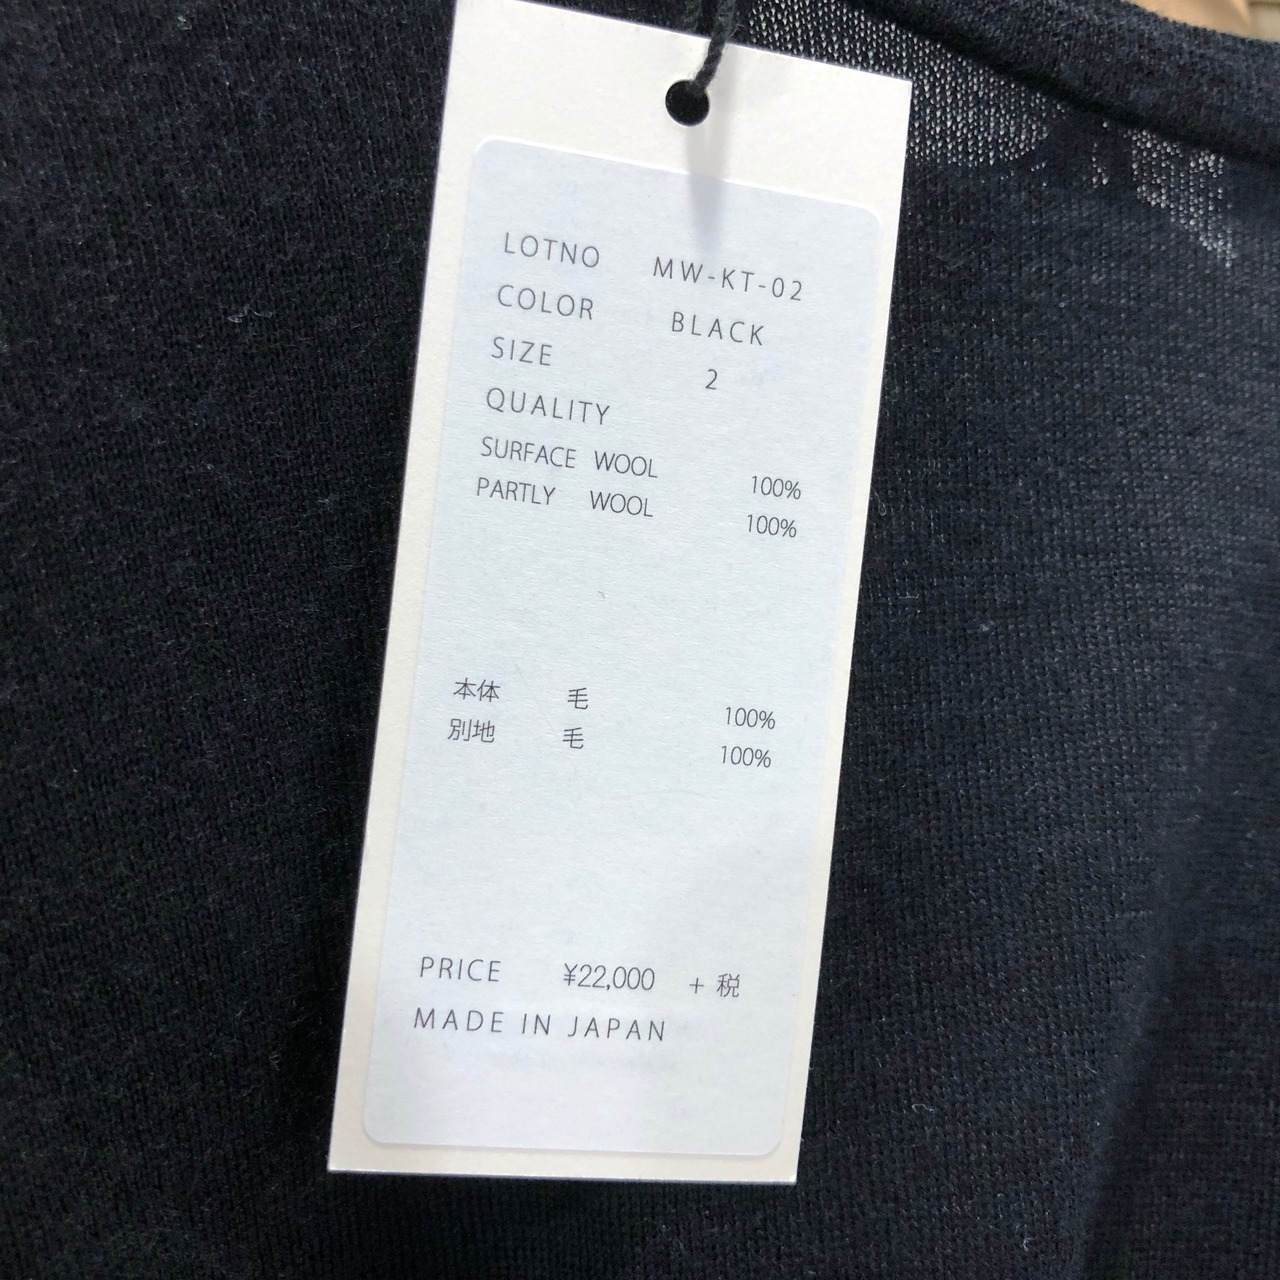 LOTNO MW-KT-02
COLOR BLACK
SIZE 2
QUALITY
SURFACE WOOL 100%
PARTLY WOOL 100%
本体 毛 100%
別地 毛 100%
PRICE ¥22,000 + 税
MADE IN JAPAN